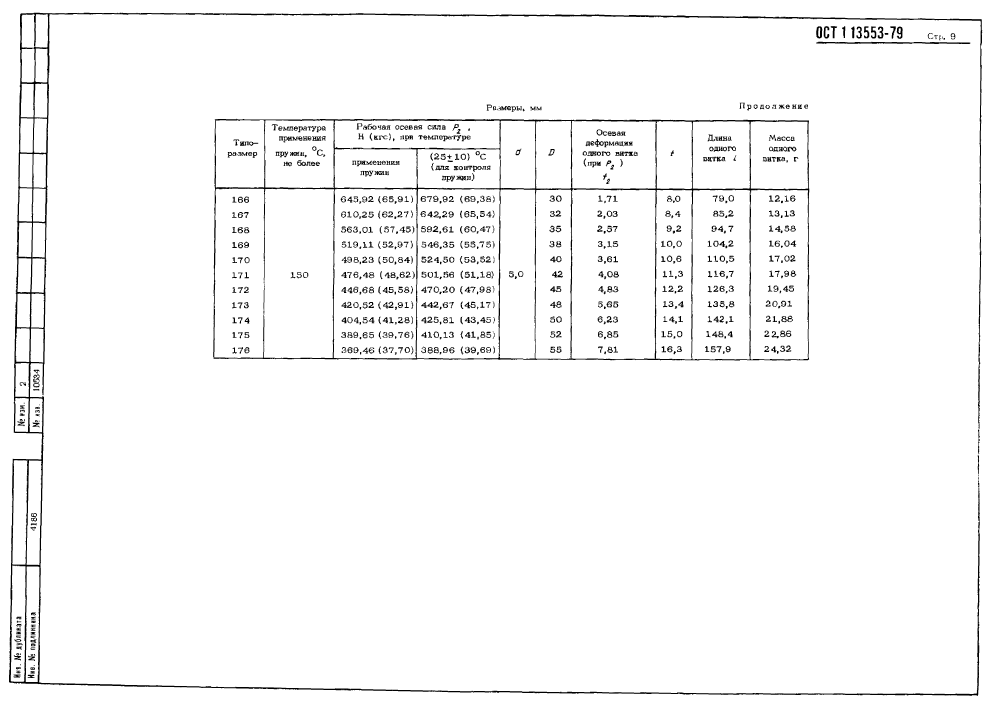 ОСТ 1 13553-79 Стр. 9
Размеры, мм Продолжение
Типо-размер | Температура применения пружин, °С, не более | Рабочая осевая сила P₂, Н (кгс), при температуре | d | D | Осевая деформация одного витка (при P₂) f₂ | t | Длина одного витка l | Масса одного витка, г
применения пружин | (25±10) °С (для контроля пружин)
166 645,92 (65,91) 679,92 (69,38) 30 1,71 8,0 79,0 12,16
167 610,25 (62,27) 642,29 (65,54) 32 2,03 8,4 85,2 13,13
168 563,01 (57,45) 592,61 (60,47) 35 2,57 9,2 94,7 14,58
169 519,11 (52,97) 546,35 (55,75) 38 3,15 10,0 104,2 16,04
170 498,23 (50,84) 524,50 (53,52) 40 3,61 10,6 110,5 17,02
171 150 476,48 (48,62) 501,56 (51,18) 5,0 42 4,08 11,3 116,7 17,98
172 446,68 (45,58) 470,20 (47,98) 45 4,83 12,2 126,3 19,45
173 420,52 (42,91) 442,67 (45,17) 48 5,65 13,4 135,8 20,91
174 404,54 (41,28) 425,81 (43,45) 50 6,23 14,1 142,1 21,88
175 389,65 (39,76) 410,13 (41,85) 52 6,85 15,0 148,4 22,86
176 369,46 (37,70) 388,96 (39,69) 55 7,81 16,3 157,9 24,32
№ изм. 2
№ изв. 10534
Инв. № дубликата
Инв. № подлинника 4186